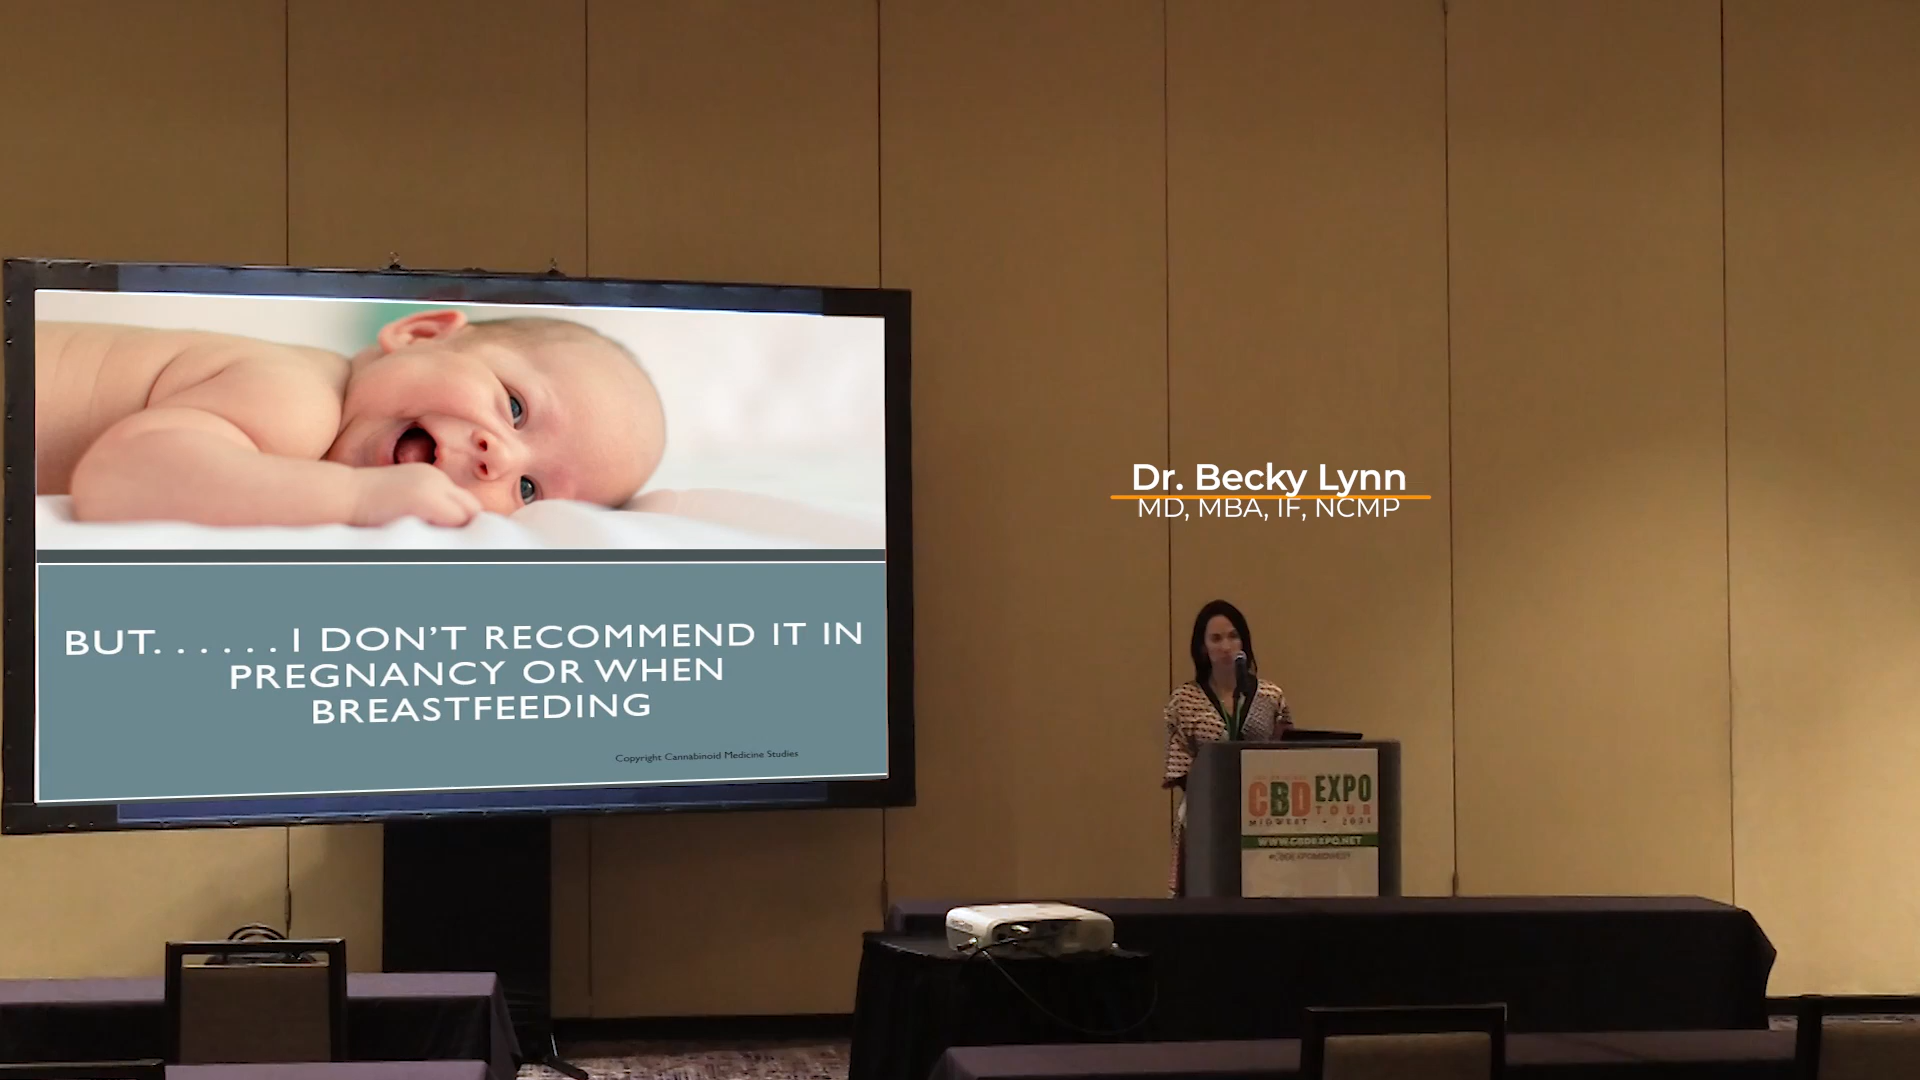 BUT. . . . . . I DON'T RECOMMEND IT IN
PREGNANCY OR WHEN
BREASTFEEDING
Copyright Cannabinoid Medicine Studies
Dr. Becky Lynn
MD, MBA, IF, NCMP
CBD EXPO
TOUR
MIDWEST
WWW.CBDEXPO.NET
#CBDEXPOMIDWEST